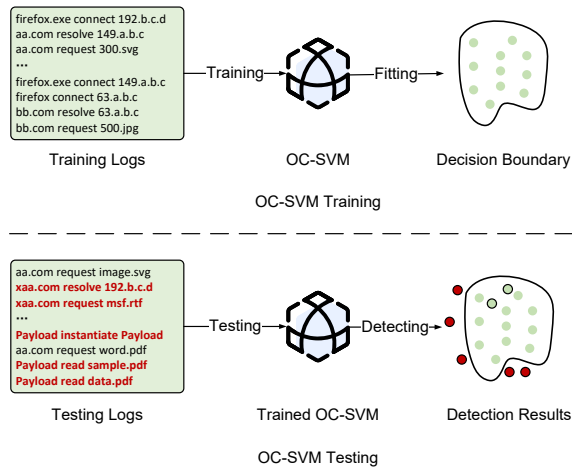 firefox.exe connect 192.b.c.d
aa.com resolve 149.a.b.c
aa.com request 300.svg
...
firefox.exe connect 149.a.b.c
firefox connect 63.a.b.c
bb.com resolve 63.a.b.c
bb.com request 500.jpg
Training
Fitting
Training Logs
OC-SVM
Decision Boundary
OC-SVM Training
aa.com request image.svg
xaa.com resolve 192.b.c.d
xaa.com request msf.rtf
...
Payload instantiate Payload
aa.com request word.pdf
Payload read sample.pdf
Payload read data.pdf
Testing
Detecting
Testing Logs
Trained OC-SVM
Detection Results
OC-SVM Testing